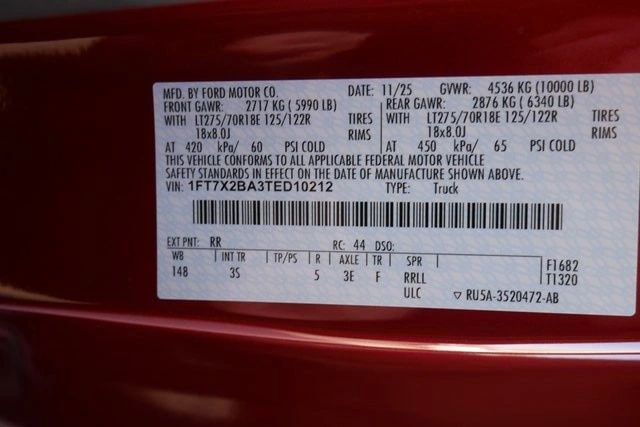 MFD. BY FORD MOTOR CO. DATE: 11/25 GVWR: 4536 KG (10000 LB)
FRONT GAWR: 2717 KG ( 5990 LB) REAR GAWR: 2876 KG ( 6340 LB)
WITH LT275/70R18E 125/122R TIRES WITH LT275/70R18E 125/122R TIRES
18x8.0J RIMS 18x8.0J RIMS
AT 420 kPa/ 60 PSI COLD AT 450 kPa/ 65 PSI COLD
THIS VEHICLE CONFORMS TO ALL APPLICABLE FEDERAL MOTOR VEHICLE
SAFETY STANDARDS IN EFFECT ON THE DATE OF MANUFACTURE SHOWN ABOVE.
VIN: 1FT7X2BA3TED10212 TYPE: Truck
EXT PNT: RR RC: 44 DSO:
WB INT TR TP/PS R AXLE TR SPR F1682
148 3S 5 3E F RRLL T1320
ULC ▽ RU5A-3520472-AB